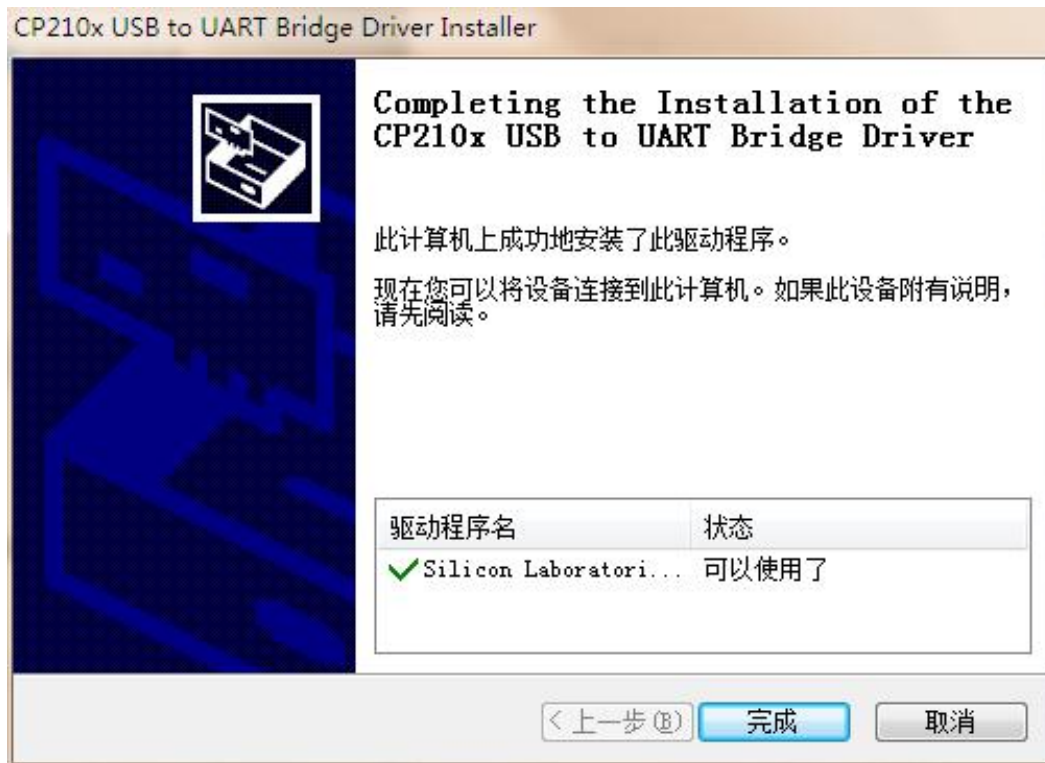 CP210x USB to UART Bridge Driver Installer
Completing the Installation of the
CP210x USB to UART Bridge Driver
此计算机上成功地安装了此驱动程序。
现在您可以将设备连接到此计算机。如果此设备附有说明，
请先阅读。
驱动程序名 状态
Silicon Laboratori... 可以使用了
< 上一步(B) 完成 取消